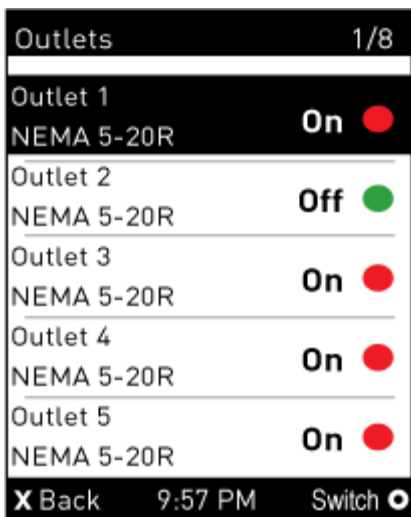 Outlets 1/8
Outlet 1
NEMA 5-20R
On
Outlet 2
NEMA 5-20R
Off
Outlet 3
NEMA 5-20R
On
Outlet 4
NEMA 5-20R
On
Outlet 5
NEMA 5-20R
On
X Back 9:57 PM Switch